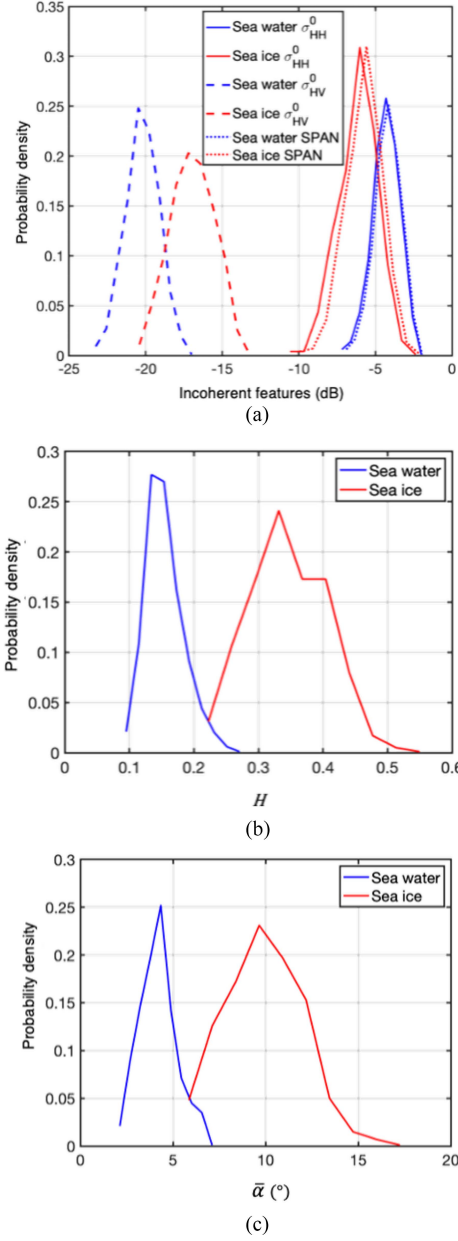 0.35
0.3
0.25
0.2
0.15
0.1
0.05
0
Probability density
Sea water σ⁰HH
Sea ice σ⁰HH
Sea water σ⁰HV
Sea ice σ⁰HV
Sea water SPAN
Sea ice SPAN
-25 -20 -15 -10 -5 0
Incoherent features (dB)
(a)
0.3
0.25
0.2
0.15
0.1
0.05
0
Probability density
Sea water
Sea ice
0 0.1 0.2 0.3 0.4 0.5 0.6
H
(b)
0.3
0.25
0.2
0.15
0.1
0.05
0
Probability density
Sea water
Sea ice
0 5 10 15 20
ᾱ (°)
(c)